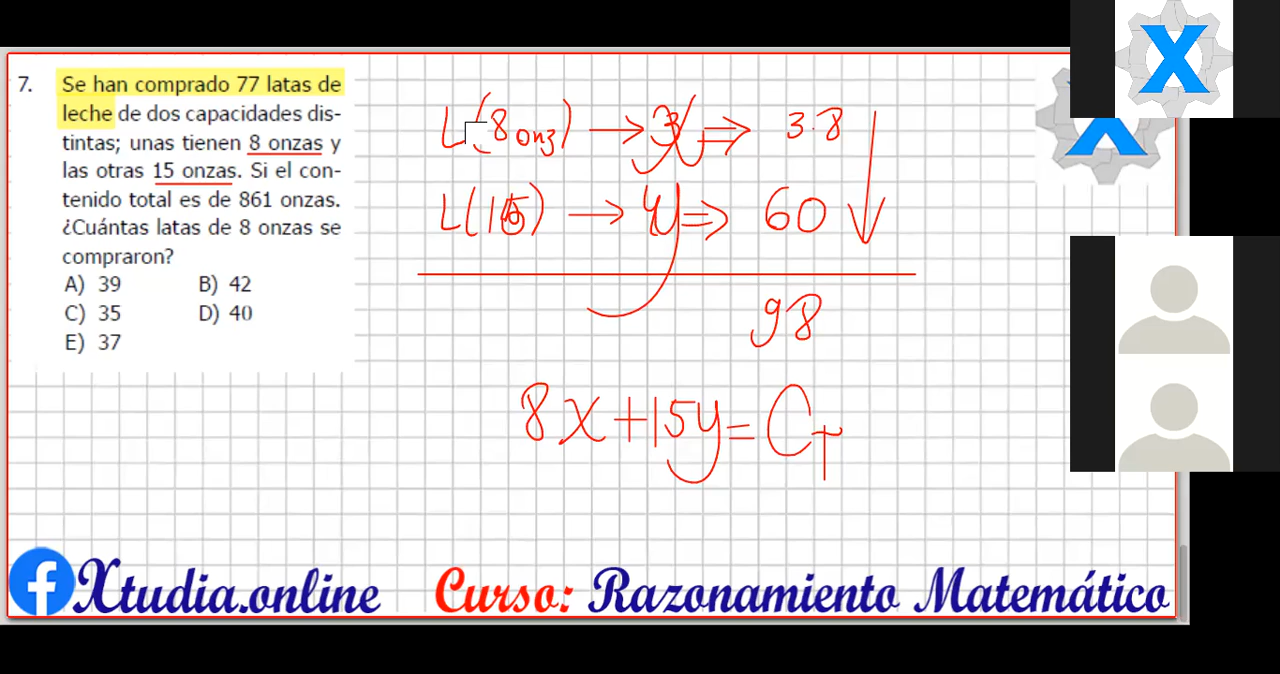 7. Se han comprado 77 latas de
leche de dos capacidades dis-
tintas; unas tienen 8 onzas y
las otras 15 onzas. Si el con-
tenido total es de 861 onzas.
¿Cuántas latas de 8 onzas se
compraron?
A) 39 B) 42
C) 35 D) 40
E) 37
L(8 onz) → x ⇒ 3.8
L(15) → y ⇒ 60
98
8x+15y=C_T
Xtudia.online Curso: Razonamiento Matemático